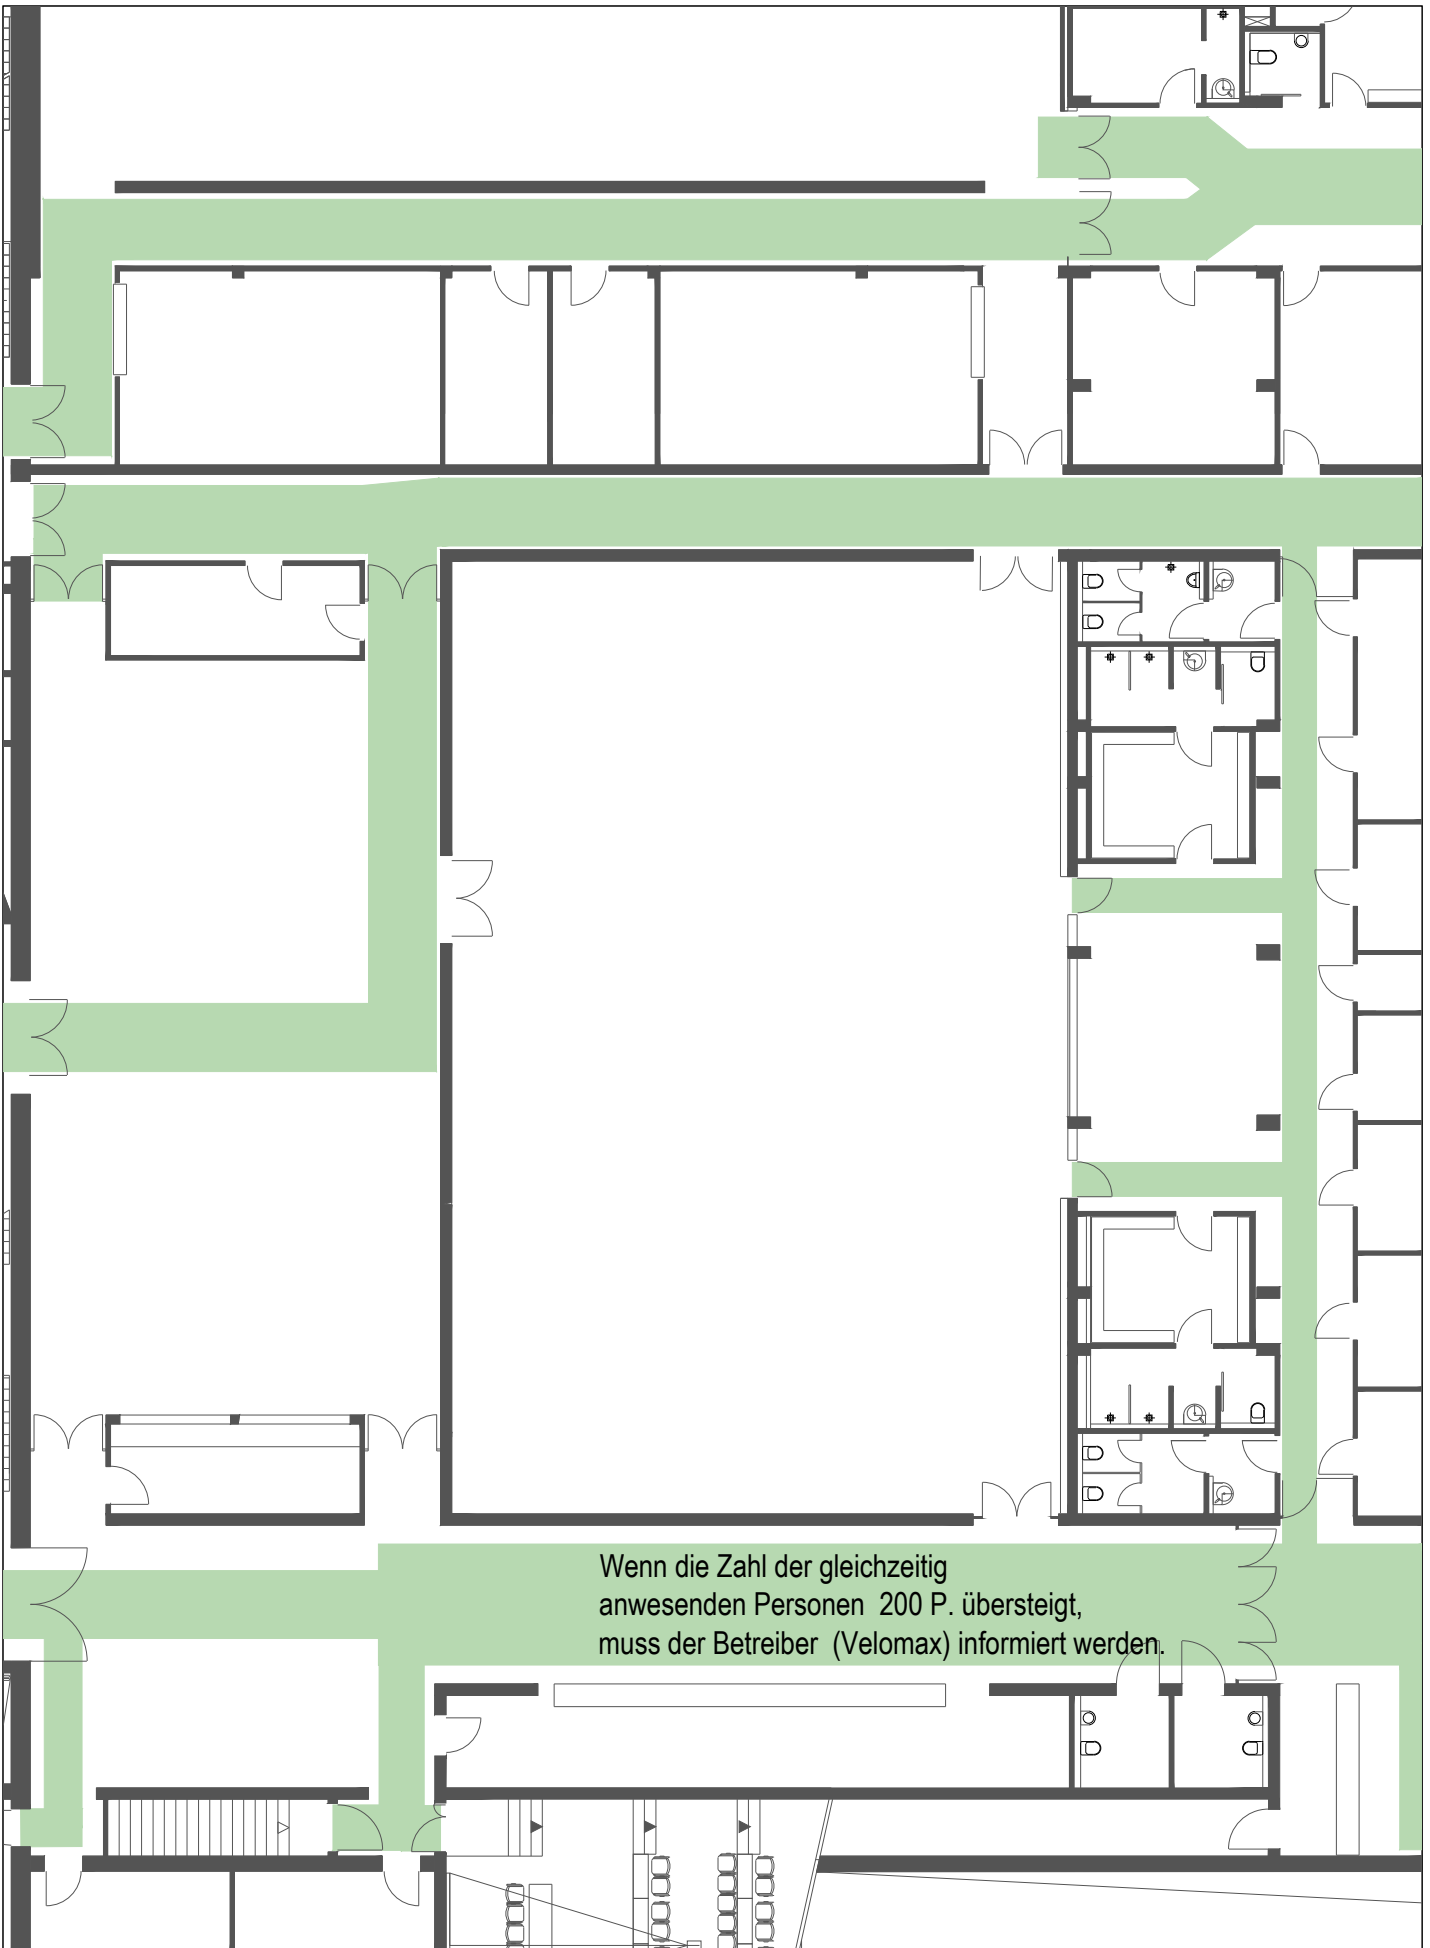 Wenn die Zahl der gleichzeitig
anwesenden Personen  200 P. übersteigt,
muss der Betreiber  (Velomax) informiert werden.